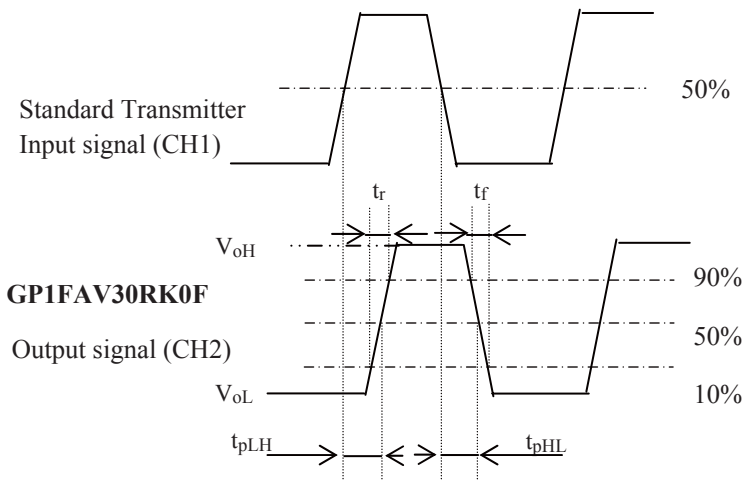 50%
Standard Transmitter
Input signal (CH1)
tr tf
VoH
90%
GP1FAV30RK0F
50%
Output signal (CH2)
VoL
10%
tpLH tpHL